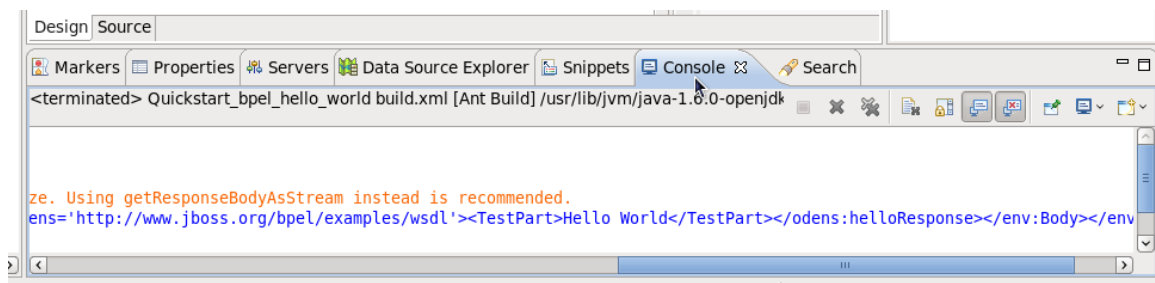 Design Source
Markers Properties Servers Data Source Explorer Snippets Console Search
<terminated> Quickstart_bpel_hello_world build.xml [Ant Build] /usr/lib/jvm/java-1.6.0-openjdk
ze. Using getResponseBodyAsStream instead is recommended.
ens='http://www.jboss.org/bpel/examples/wsdl'><TestPart>Hello World</TestPart></odens:helloResponse></env:Body></env